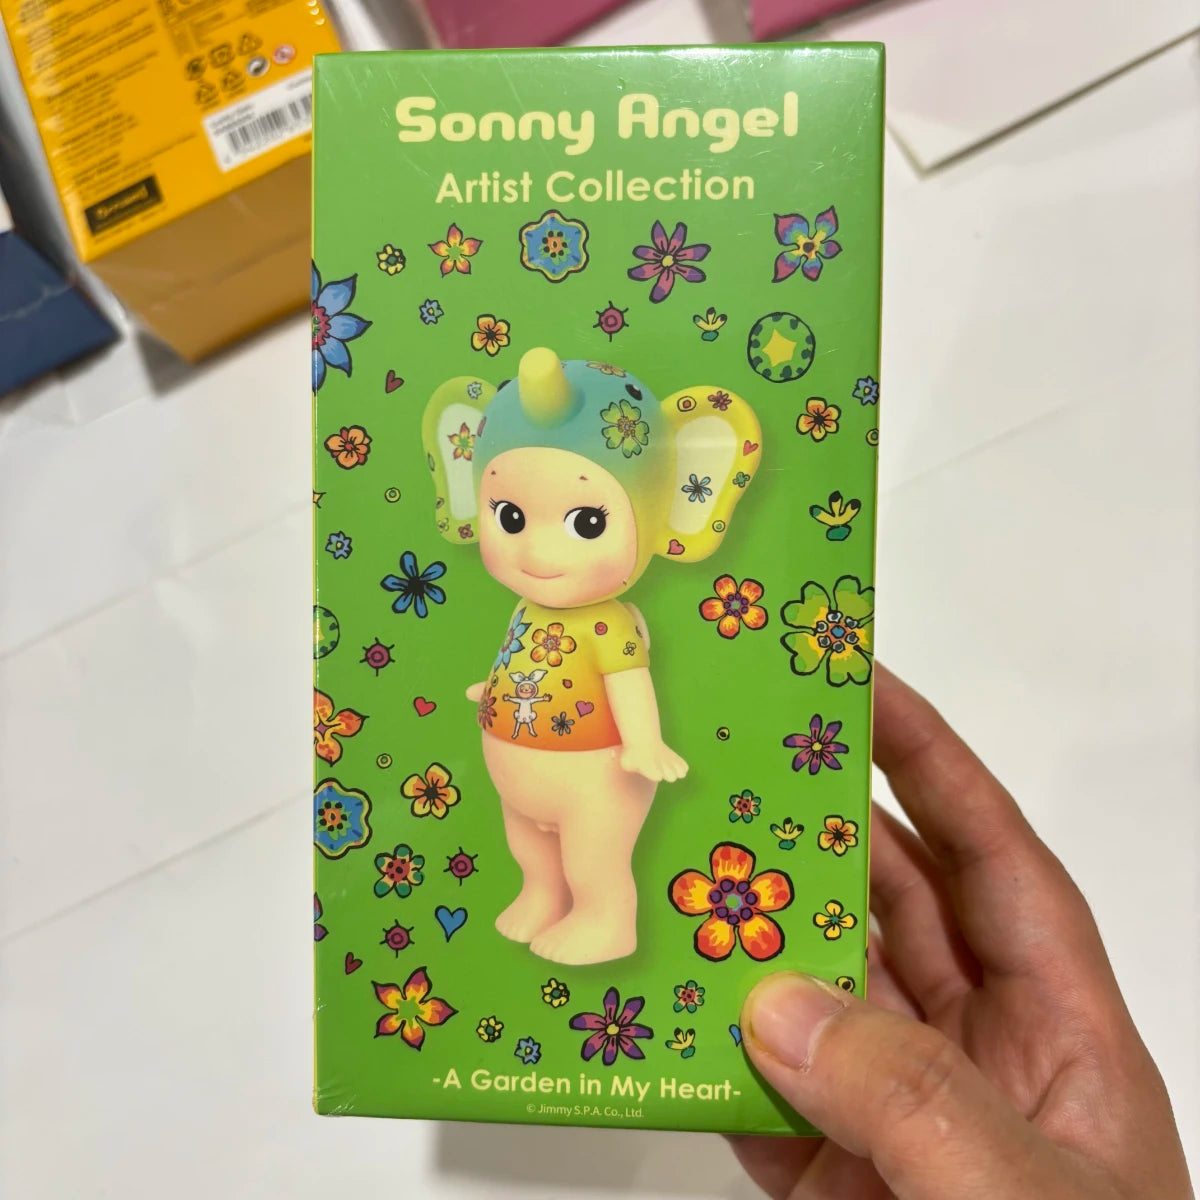 Sonny Angel
Artist Collection
-A Garden in My Heart-
© Jimmy S.P.A. Co., Ltd.